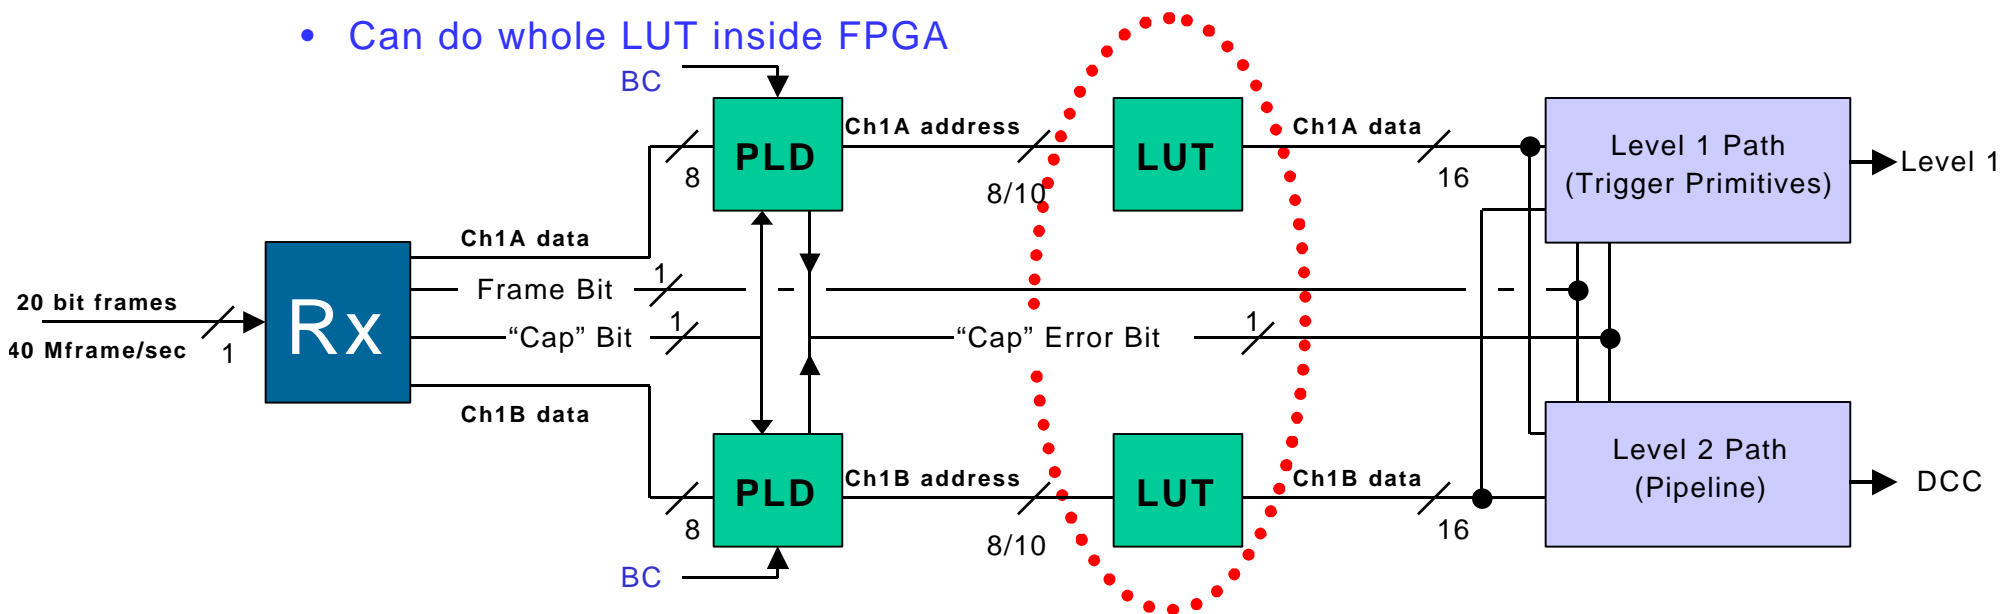 • Can do whole LUT inside FPGA
BC
PLD
Ch1A address
LUT
Ch1A data
Level 1 Path
(Trigger Primitives)
Level 1
8
8/10
16
Ch1A data
Rx
Frame Bit
1
20 bit frames
40 Mframe/sec
1
“Cap” Bit
1
“Cap” Error Bit
1
Ch1B data
PLD
Ch1B address
LUT
Ch1B data
Level 2 Path
(Pipeline)
DCC
8
8/10
16
BC